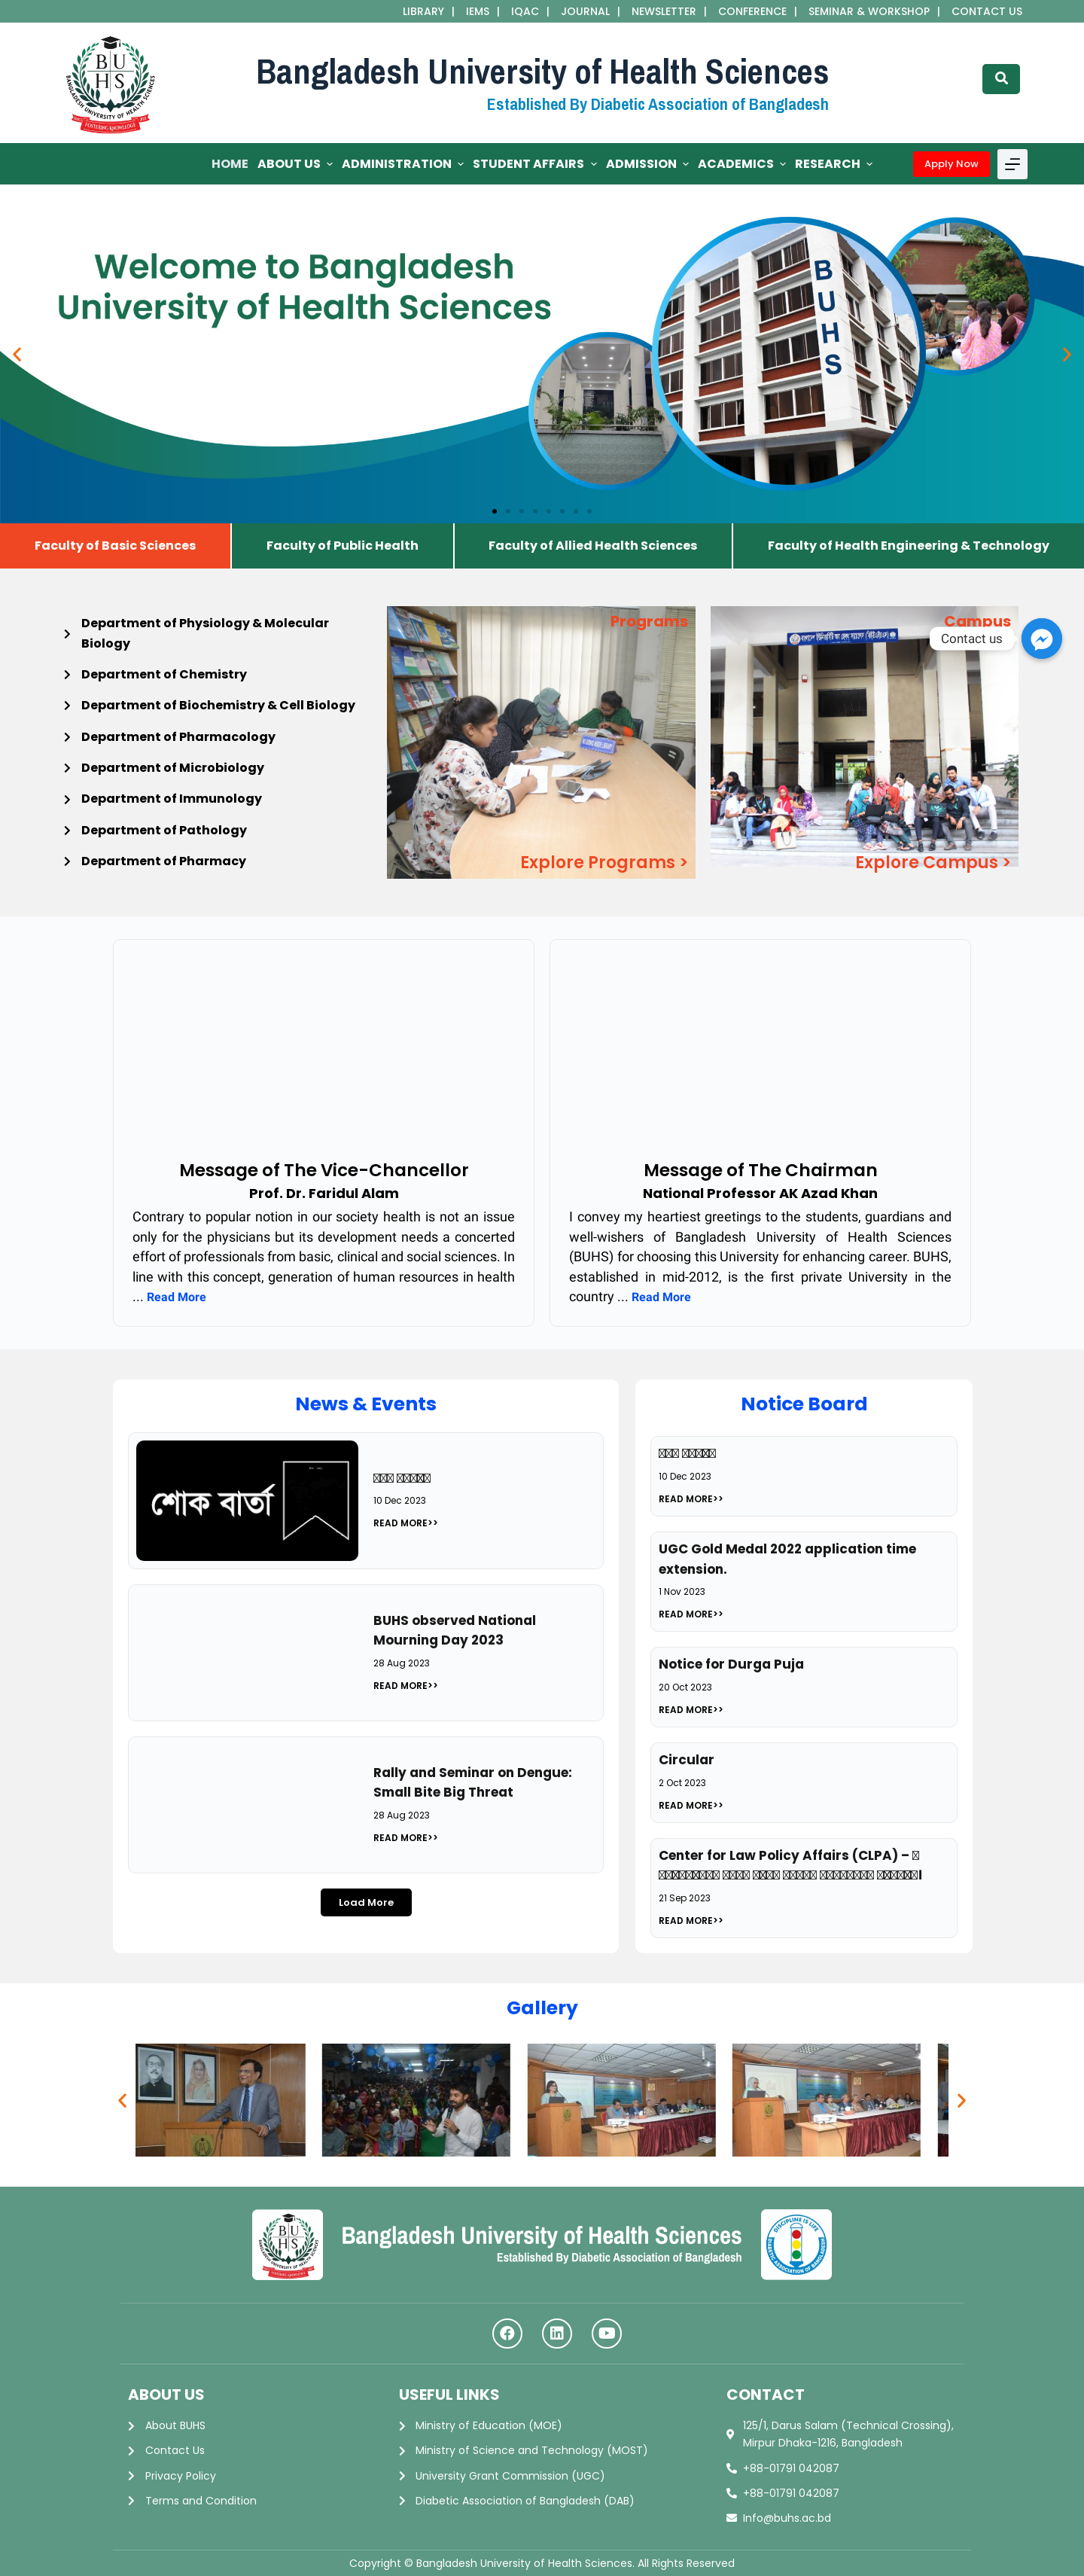 LIBRARY | IEMS | IQAC | JOURNAL | NEWSLETTER | CONFERENCE | SEMINAR & WORKSHOP | CONTACT US
BUHS
BANGLADESH UNIVERSITY OF HEALTH SCIENCES
FOSTERING KNOWLEDGE
Bangladesh University of Health Sciences
Established By Diabetic Association of Bangladesh
HOME ABOUT US ADMINISTRATION STUDENT AFFAIRS ADMISSION ACADEMICS RESEARCH Apply Now
Welcome to Bangladesh
University of Health Sciences
BUHS
Faculty of Basic Sciences Faculty of Public Health Faculty of Allied Health Sciences Faculty of Health Engineering & Technology
Department of Physiology & Molecular
Biology
Department of Chemistry
Department of Biochemistry & Cell Biology
Department of Pharmacology
Department of Microbiology
Department of Immunology
Department of Pathology
Department of Pharmacy
Programs
Explore Programs >
Campus
Contact us
Explore Campus >
Message of The Vice-Chancellor
Prof. Dr. Faridul Alam
Contrary to popular notion in our society health is not an issue
only for the physicians but its development needs a concerted
effort of professionals from basic, clinical and social sciences. In
line with this concept, generation of human resources in health
... Read More
Message of The Chairman
National Professor AK Azad Khan
I convey my heartiest greetings to the students, guardians and
well-wishers of Bangladesh University of Health Sciences
(BUHS) for choosing this University for enhancing career. BUHS,
established in mid-2012, is the first private University in the
country ... Read More
News & Events
শোক বার্তা
10 Dec 2023
READ MORE>>
BUHS observed National
Mourning Day 2023
28 Aug 2023
READ MORE>>
Rally and Seminar on Dengue:
Small Bite Big Threat
28 Aug 2023
READ MORE>>
Load More
Notice Board
10 Dec 2023
READ MORE>>
UGC Gold Medal 2022 application time
extension.
1 Nov 2023
READ MORE>>
Notice for Durga Puja
20 Oct 2023
READ MORE>>
Circular
2 Oct 2023
READ MORE>>
Center for Law Policy Affairs (CLPA) –
21 Sep 2023
READ MORE>>
Gallery
BUHS
BANGLADESH UNIVERSITY OF HEALTH SCIENCES
Bangladesh University of Health Sciences
Established By Diabetic Association of Bangladesh
DISCIPLINE IS LIFE
DIABETIC ASSOCIATION OF BANGLADESH
ABOUT US
About BUHS
Contact Us
Privacy Policy
Terms and Condition
USEFUL LINKS
Ministry of Education (MOE)
Ministry of Science and Technology (MOST)
University Grant Commission (UGC)
Diabetic Association of Bangladesh (DAB)
CONTACT
125/1, Darus Salam (Technical Crossing),
Mirpur Dhaka-1216, Bangladesh
+88-01791 042087
+88-01791 042087
Info@buhs.ac.bd
Copyright © Bangladesh University of Health Sciences. All Rights Reserved